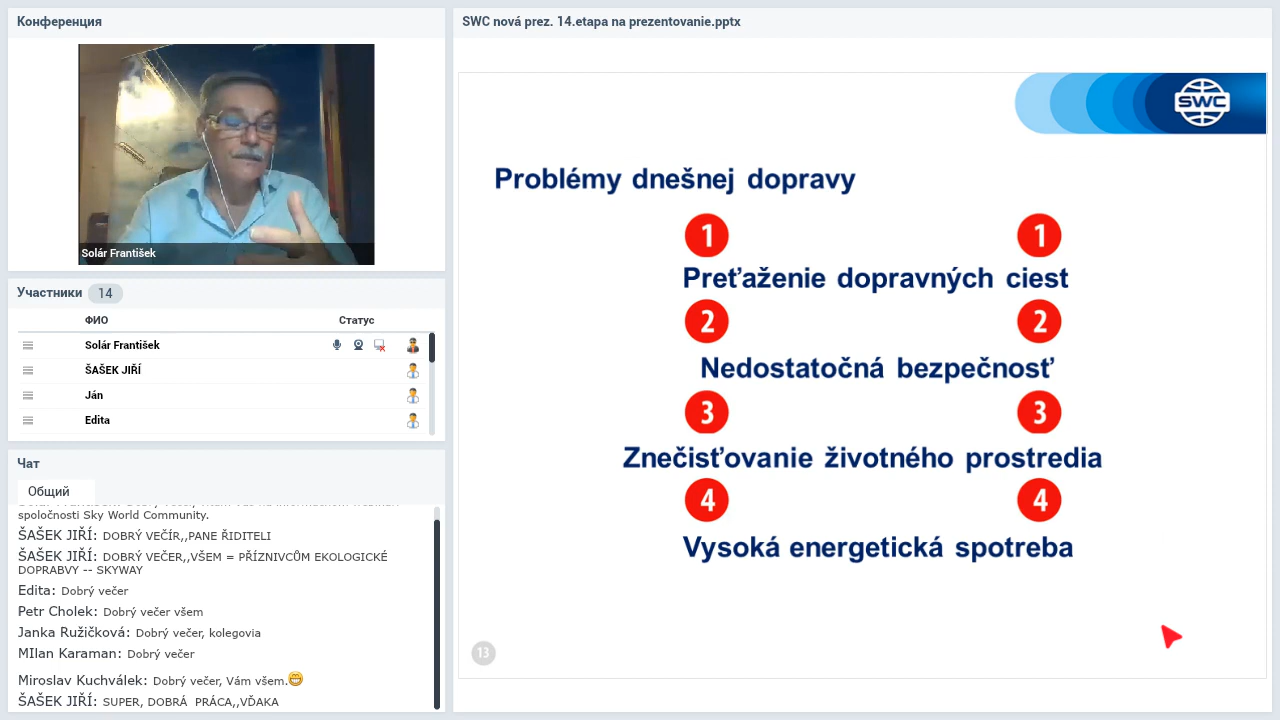 Конференция
Solár František
Участники 14
ФИО Статус
Solár František
ŠAŠEK JIŘÍ
Ján
Edita
Чат
Общий
spoločnosti Sky World Community.
ŠAŠEK JIŘÍ: DOBRÝ VEČÍR,,PANE ŘIDITELI
ŠAŠEK JIŘÍ: DOBRÝ VEČER,,VŠEM = PŘÍZNIVCŮM EKOLOGICKÉ
DOPRABVY -- SKYWAY
Edita: Dobrý večer
Petr Cholek: Dobrý večer všem
Janka Ružičková: Dobrý večer, kolegovia
MIlan Karaman: Dobrý večer
Miroslav Kuchválek: Dobrý večer, Vám všem.
ŠAŠEK JIŘÍ: SUPER, DOBRÁ PRÁCA,,VĎAKA
SWC nová prez. 14.etapa na prezentovanie.pptx
SWC
Problémy dnešnej dopravy
1 1
Preťaženie dopravných ciest
2 2
Nedostatočná bezpečnosť
3 3
Znečisťovanie životného prostredia
4 4
Vysoká energetická spotreba
13